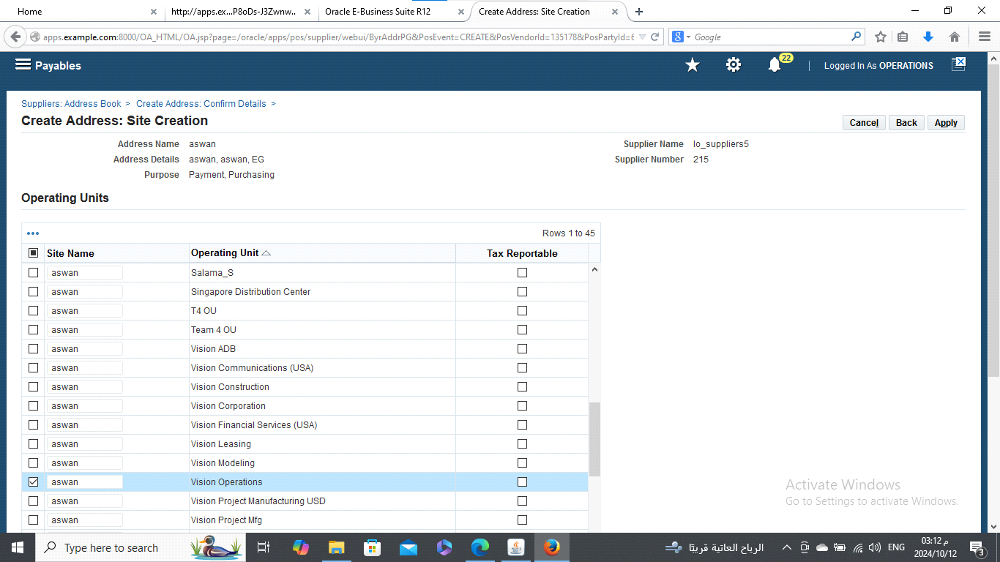 Home
http://apps.ex...P8oDs-J3Zwnw..
Oracle E-Business Suite R12
Create Address: Site Creation
apps.example.com:8000/OA_HTML/OA.jsp?page=/oracle/apps/pos/supplier/webui/ByrAddrPG&PosEvent=CREATE&PosVendorId=135178&PosPartyId=6
Google
Payables
22
Logged In As OPERATIONS
Suppliers: Address Book > Create Address: Confirm Details >
Create Address: Site Creation
Cancel Back Apply
Address Name aswan
Supplier Name lo_suppliers5
Address Details aswan, aswan, EG
Supplier Number 215
Purpose Payment, Purchasing
Operating Units
Rows 1 to 45
Site Name Operating Unit Tax Reportable
aswan Salama_S
aswan Singapore Distribution Center
aswan T4 OU
aswan Team 4 OU
aswan Vision ADB
aswan Vision Communications (USA)
aswan Vision Construction
aswan Vision Corporation
aswan Vision Financial Services (USA)
aswan Vision Leasing
aswan Vision Modeling
aswan Vision Operations
aswan Vision Project Manufacturing USD
aswan Vision Project Mfg
Activate Windows
Go to Settings to activate Windows.
Type here to search
الرياح العاتية قريبًا
ENG
03:12 م
2024/10/12
3